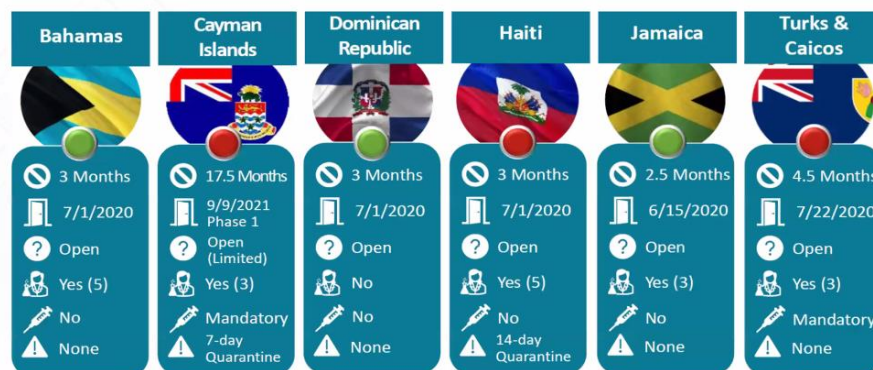 Bahamas
3 Months
7/1/2020
?
Open
Yes (5)
No
None
Cayman
Islands
17.5 Months
9/9/2021
Phase 1
?
Open
(Limited)
Yes (3)
Mandatory
7-day
Quarantine
Dominican
Republic
3 Months
7/1/2020
?
Open
No
No
None
Haiti
3 Months
7/1/2020
?
Open
Yes (5)
No
14-day
Quarantine
Jamaica
2.5 Months
6/15/2020
?
Open
Yes (3)
No
None
Turks &
Caicos
4.5 Months
7/22/2020
?
Open
Yes (3)
Mandatory
None